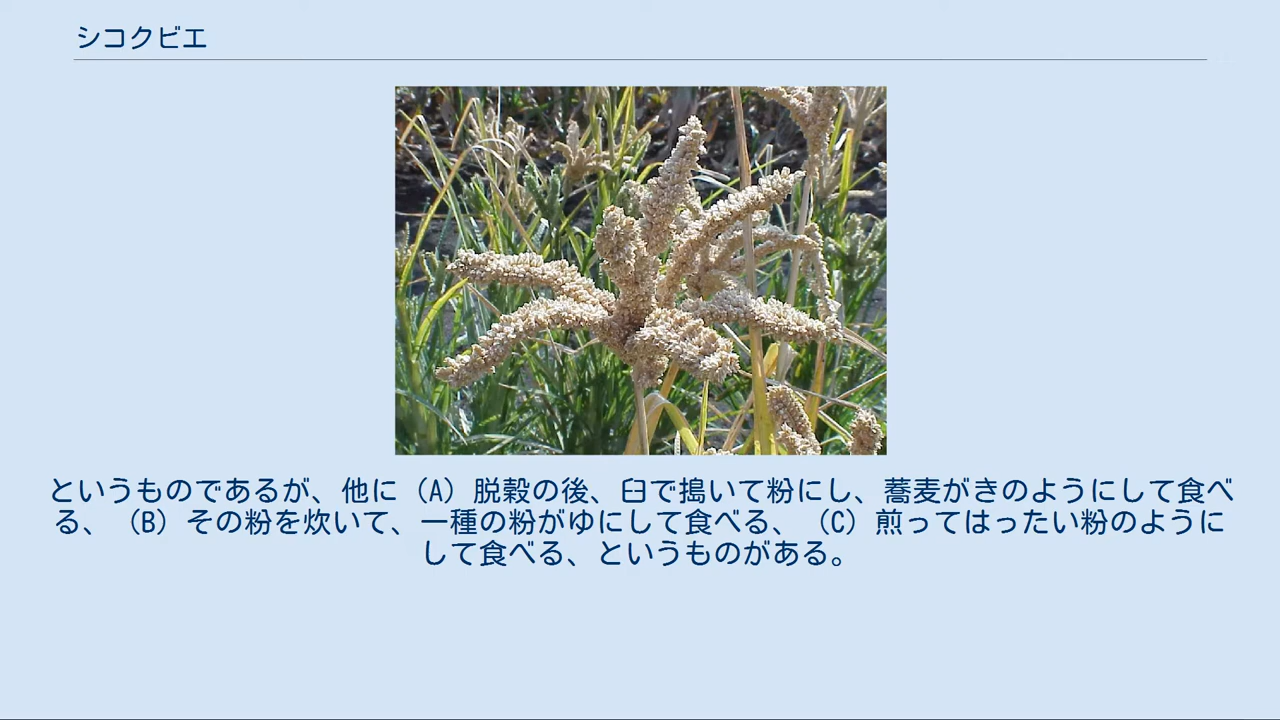 シコクビエ
というものであるが、他に（A）脱穀の後、臼で搗いて粉にし、蕎麦がきのようにして食べ
る、（B）その粉を炊いて、一種の粉がゆにして食べる、（C）煎ってはったい粉のように
して食べる、というものがある。